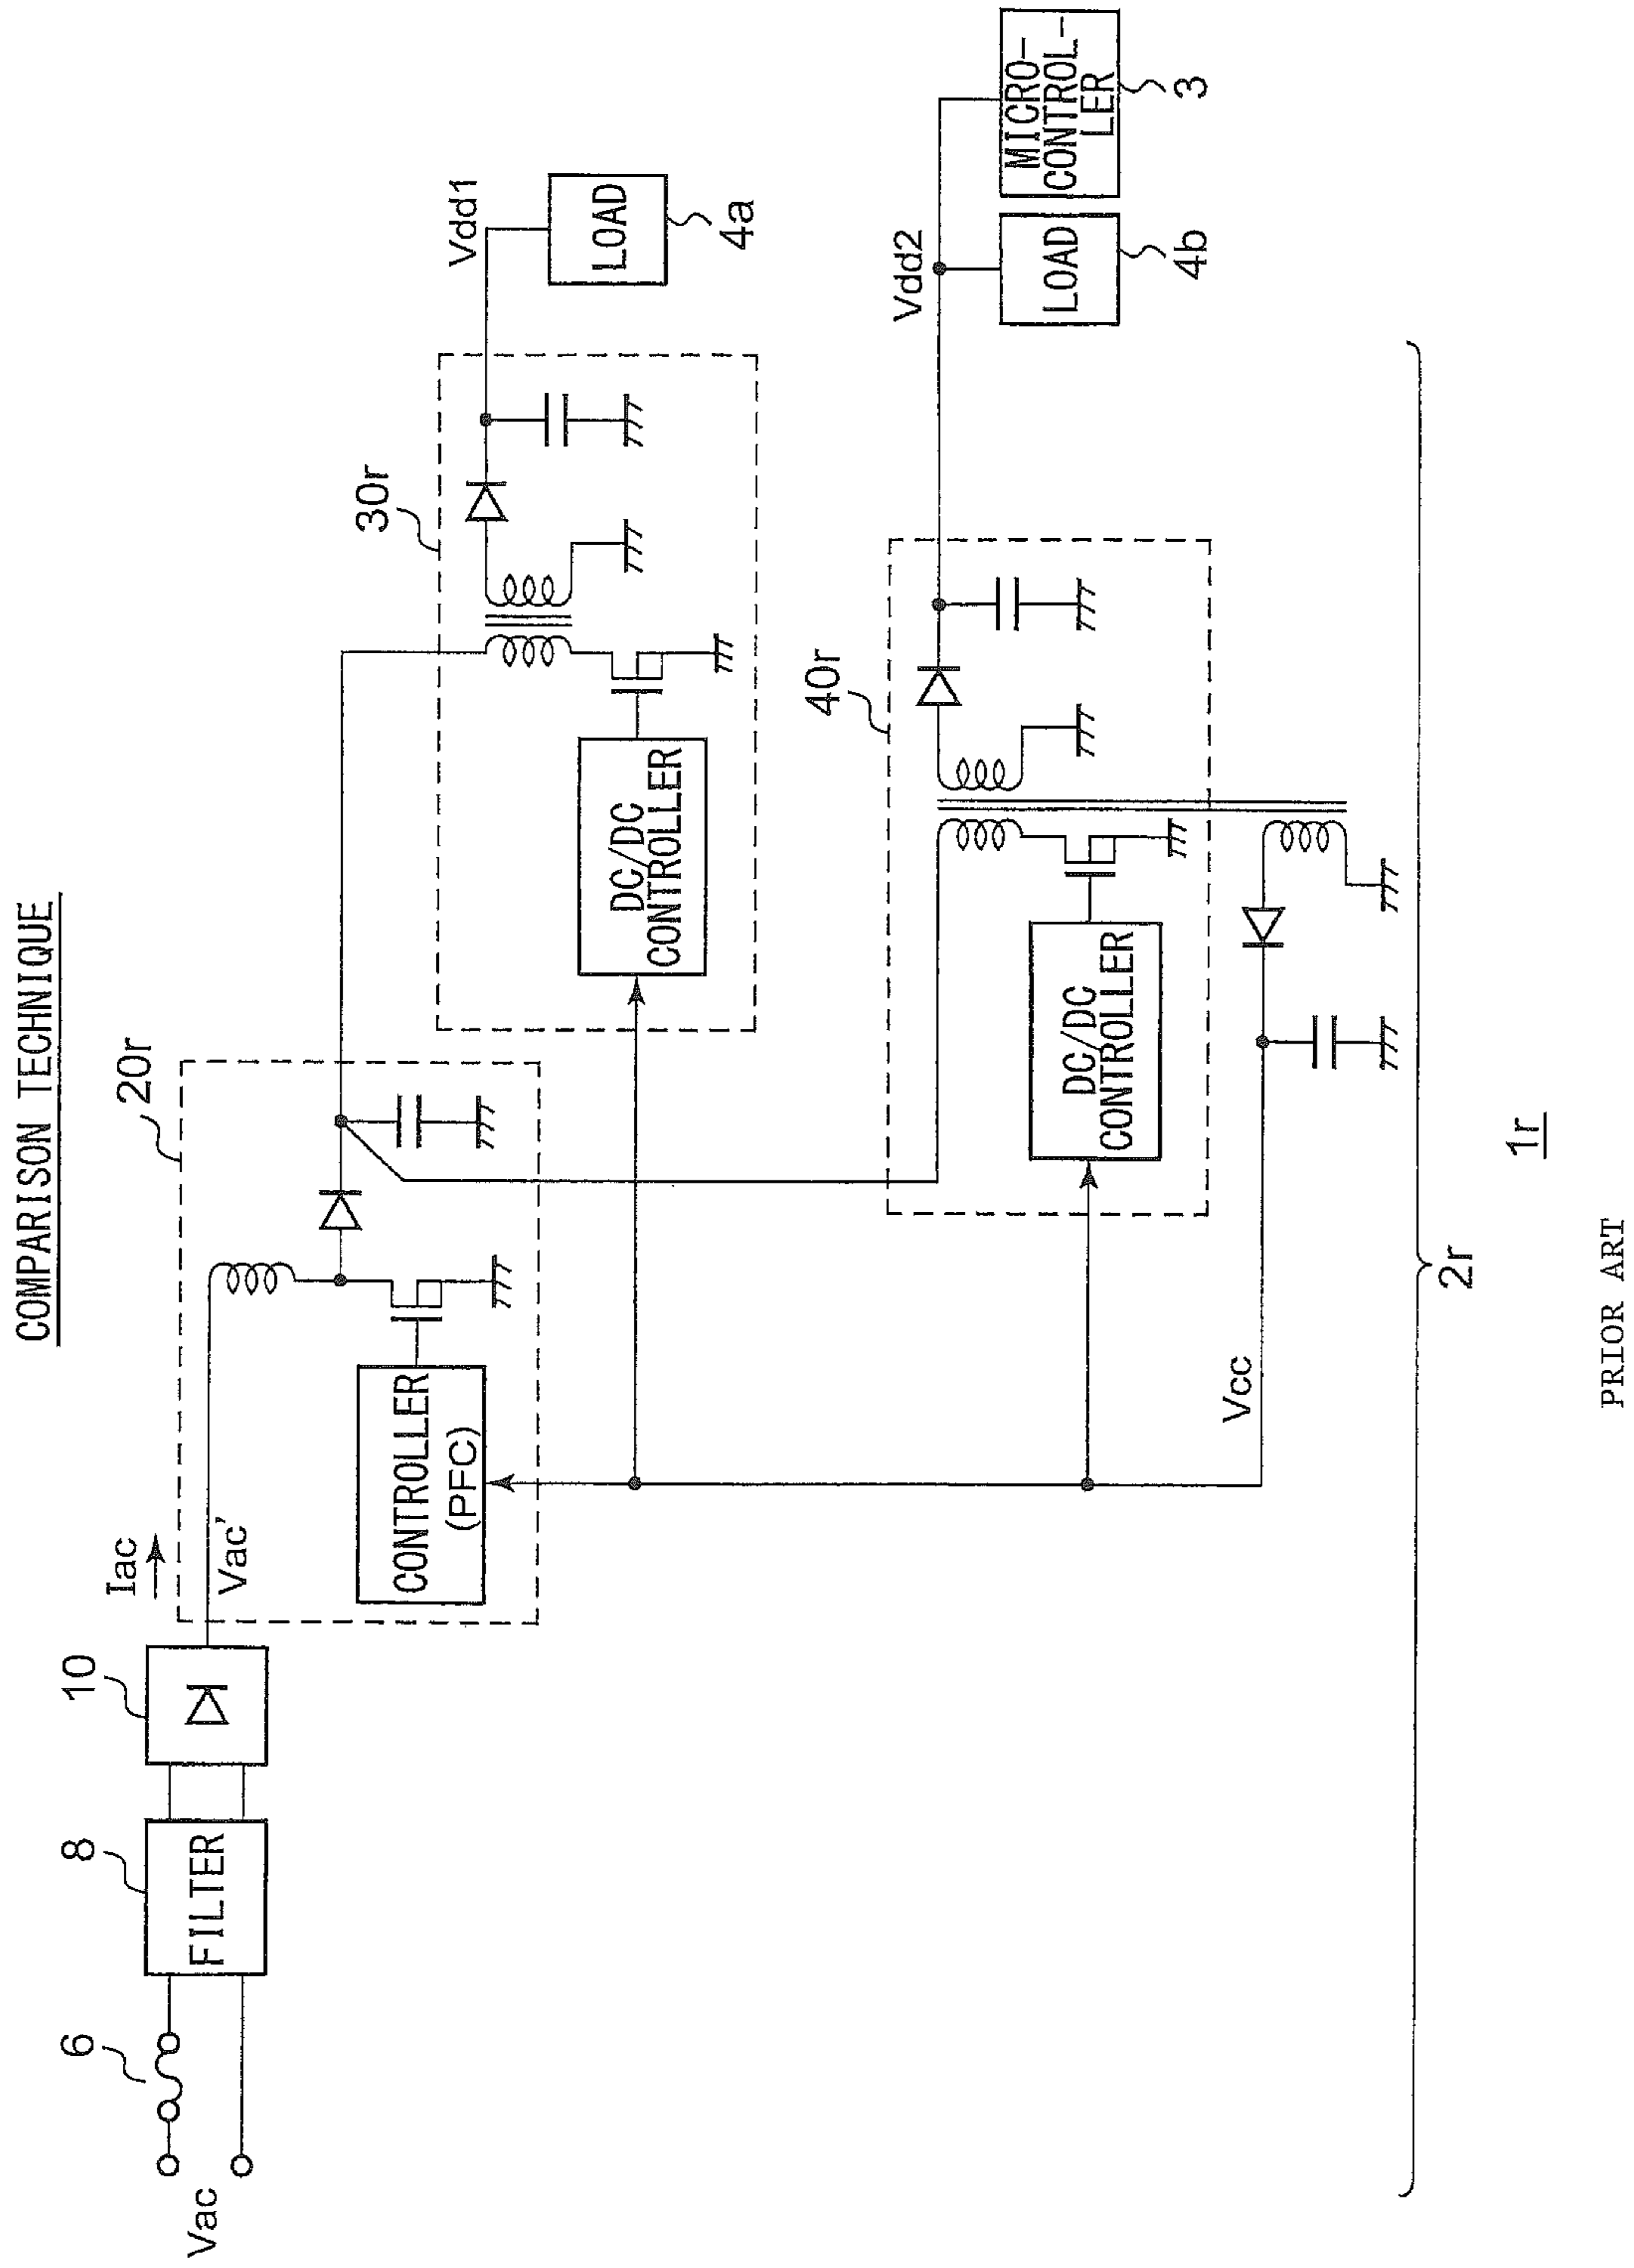 COMPARISON TECHNIQUE
Vac
6
8
FILTER
10
Iac
Vac'
20r
CONTROLLER
(PFC)
30r
DC/DC
CONTROLLER
Vdd1
LOAD
4a
40r
DC/DC
CONTROLLER
Vdd2
LOAD
4b
MICRO-
CONTROL-
LER
3
Vcc
2r
1r
PRIOR ART